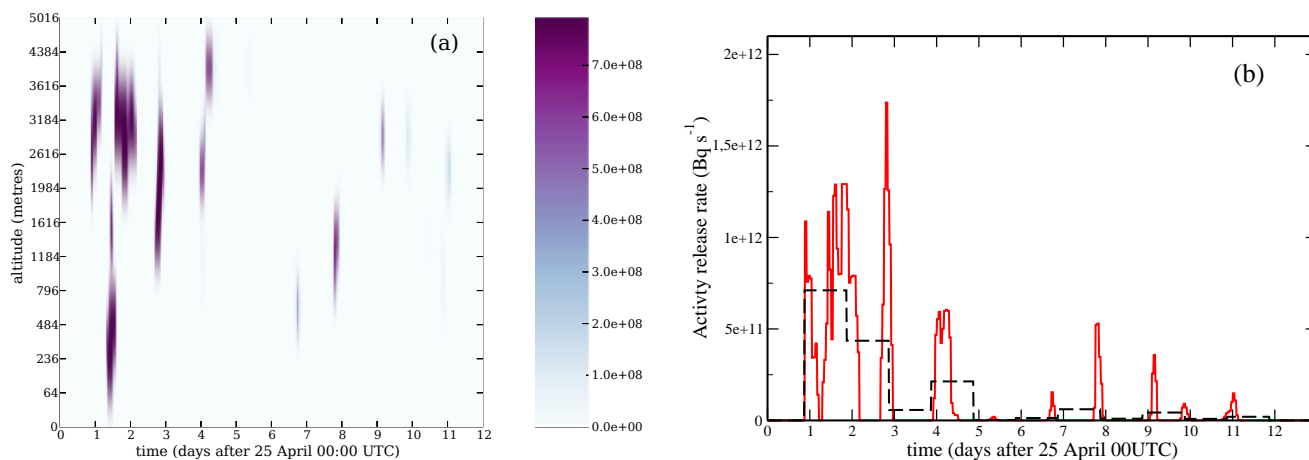 5016
4384
3616
3184
2616
1984
1616
1184
796
484
236
64
0
altitude (metres)
(a)
0 1 2 3 4 5 6 7 8 9 10 11 12
time (days after 25 April 00:00 UTC)
7.0e+08
6.0e+08
5.0e+08
4.0e+08
3.0e+08
2.0e+08
1.0e+08
0.0e+00
2e+12
1,5e+12
1e+12
5e+11
0
Activty release rate (Bq s-1)
(b)
0 1 2 3 4 5 6 7 8 9 10 11 12
time (days after 25 April 00UTC)